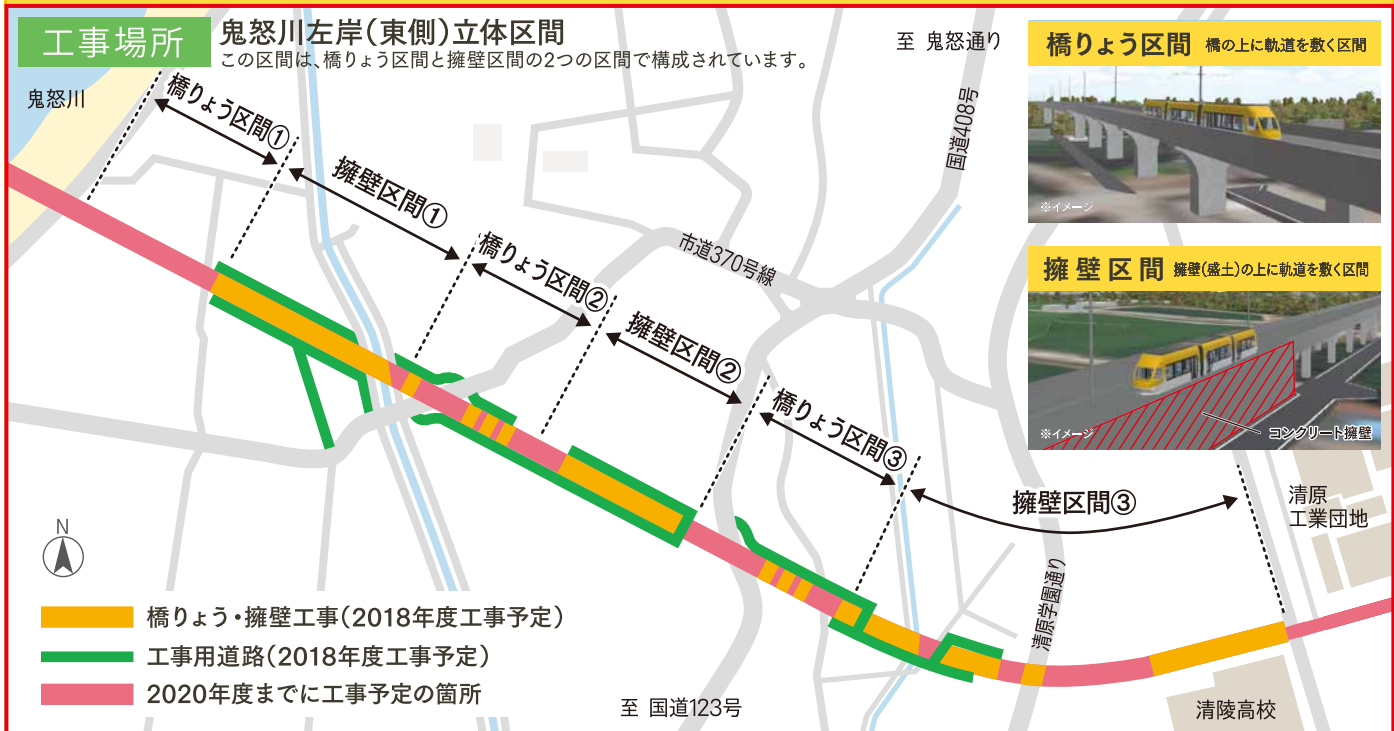 工事場所
鬼怒川左岸（東側）立体区間
この区間は、橋りょう区間と擁壁区間の2つの区間で構成されています。
至 鬼怒通り
橋りょう区間 橋の上に軌道を敷く区間
※イメージ
鬼怒川
橋りょう区間①
擁壁区間①
橋りょう区間②
擁壁区間②
橋りょう区間③
擁壁区間③
国道408号
市道370号線
擁壁区間 擁壁（盛土）の上に軌道を敷く区間
※イメージ
コンクリート擁壁
清原
工業団地
清原学園通り
N
橋りょう・擁壁工事（2018年度工事予定）
工事用道路（2018年度工事予定）
2020年度までに工事予定の箇所
至 国道123号
清陵高校